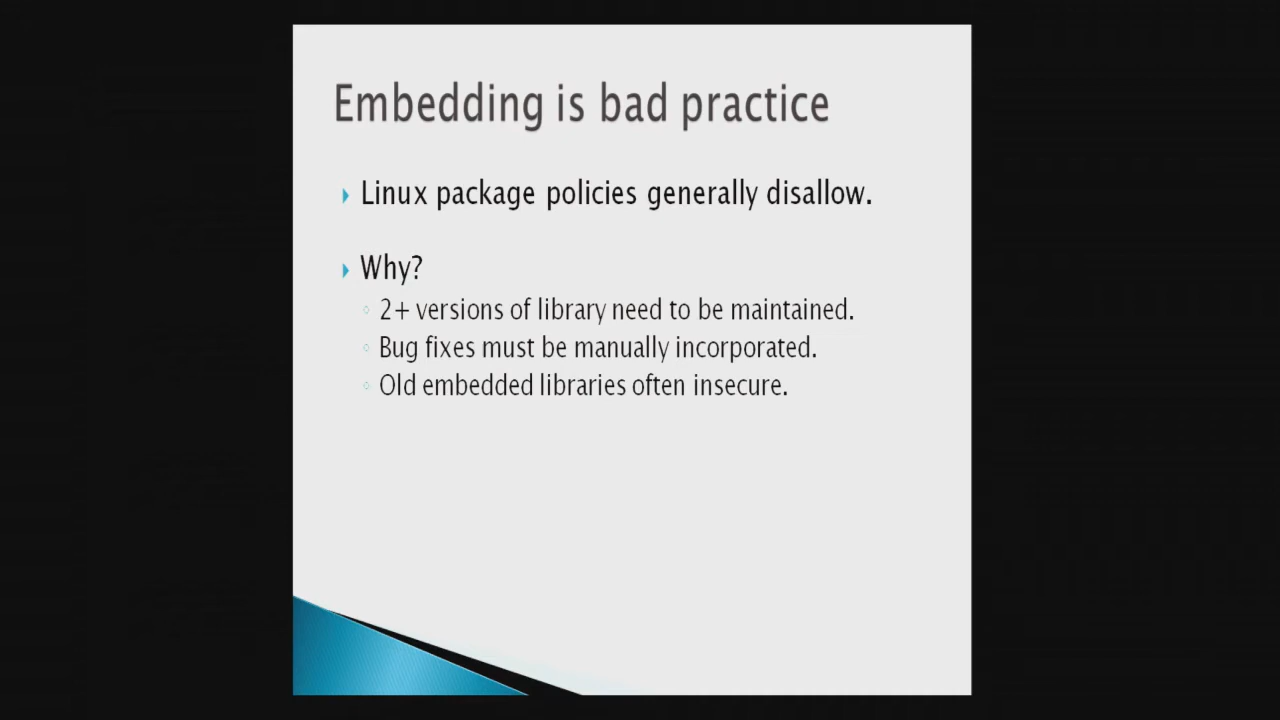 Embedding is bad practice
Linux package policies generally disallow.
Why?
2+ versions of library need to be maintained.
Bug fixes must be manually incorporated.
Old embedded libraries often insecure.